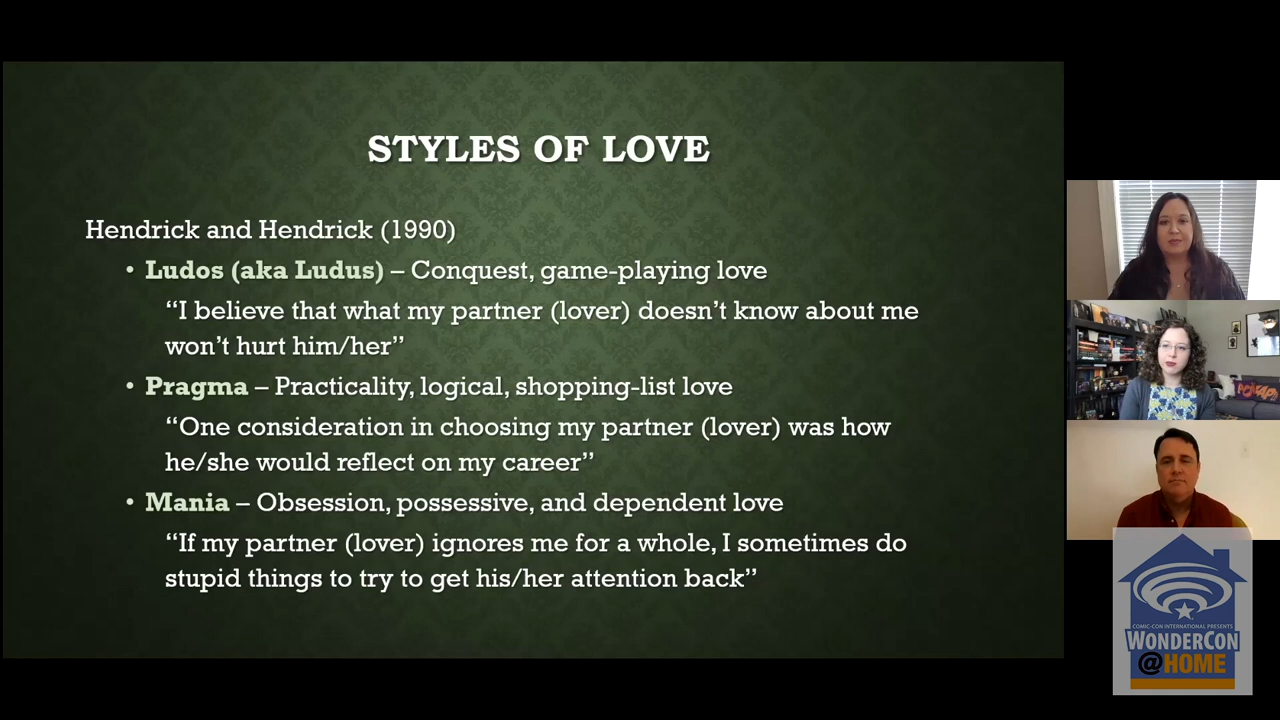 STYLES OF LOVE
Hendrick and Hendrick (1990)
• Ludos (aka Ludus) – Conquest, game-playing love
“I believe that what my partner (lover) doesn’t know about me
won’t hurt him/her”
• Pragma – Practicality, logical, shopping-list love
“One consideration in choosing my partner (lover) was how
he/she would reflect on my career”
• Mania – Obsession, possessive, and dependent love
“If my partner (lover) ignores me for a whole, I sometimes do
stupid things to try to get his/her attention back”
COMIC-CON INTERNATIONAL PRESENTS
WONDERCON
@HOME